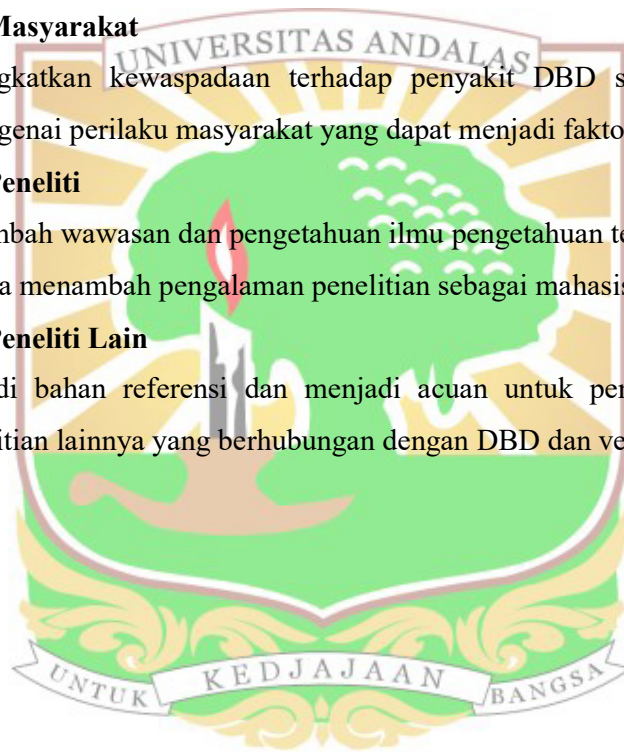 Masyarakat
UNIVERSITAS ANDALAS
gkatkan kewaspadaan terhadap penyakit DBD s
genai perilaku masyarakat yang dapat menjadi fakto
Peneliti
nbah wawasan dan pengetahuan ilmu pengetahuan te
a menambah pengalaman penelitian sebagai mahasis
Peneliti Lain
di bahan referensi dan menjadi acuan untuk per
itian lainnya yang berhubungan dengan DBD dan ve
UNTUK KEDJAJAAN BANGSA